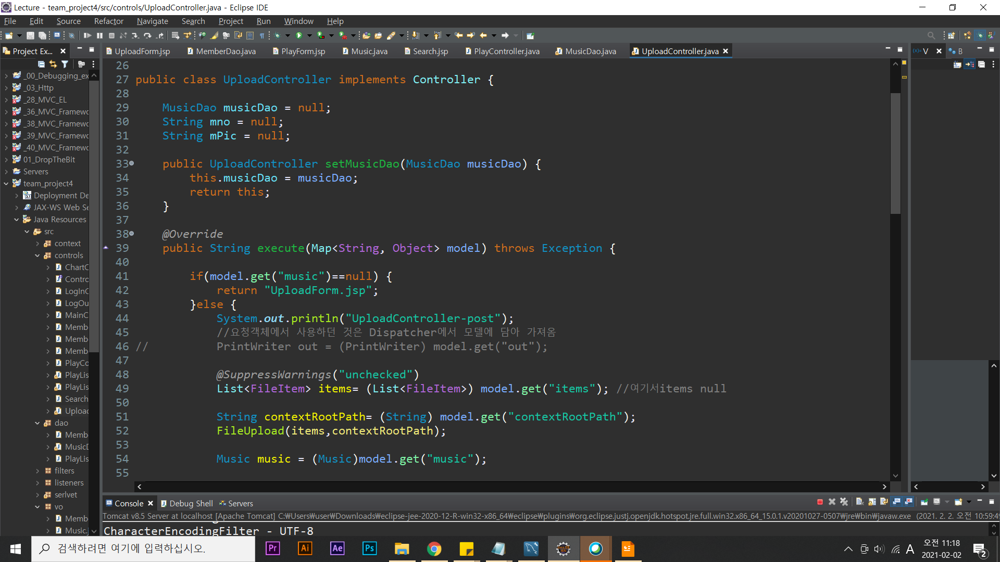 Lecture - team_project4/src/controls/UploadController.java - Eclipse IDE
File Edit Source Refactor Navigate Search Project Run Window Help
Project Ex...
UploadForm.jsp MemberDao.java PlayForm.jsp Music.java Search.jsp PlayController.java MusicDao.java UploadController.java
V B
_00_Debugging_ex
_03_Http
_28_MVC_EL
_36_MVC_Framewo
_38_MVC_Framewo
_39_MVC_Framewo
_40_MVC_Framewo
01_DropTheBit
Servers
team_project4
Deployment De
JAX-WS Web Se
Java Resources
src
context
controls
ChartC
Contro
LogInC
LogOu
MainC
Memb
Memb
Memb
PlayCo
PlayLis
PlayLis
Search
Upload
dao
Memb
MusicD
PlayLis
filters
listeners
serlvet
vo
Memb
Music.j
26
27 public class UploadController implements Controller {
28
29 MusicDao musicDao = null;
30 String mno = null;
31 String mPic = null;
32
33 public UploadController setMusicDao(MusicDao musicDao) {
34 this.musicDao = musicDao;
35 return this;
36 }
37
38 @Override
39 public String execute(Map<String, Object> model) throws Exception {
40
41 if(model.get("music")==null) {
42 return "UploadForm.jsp";
43 }else {
44 System.out.println("UploadController-post");
45 //요청객체에서 사용하던 것은 Dispatcher에서 모델에 담아 가져옴
46 // PrintWriter out = (PrintWriter) model.get("out");
47
48 @SuppressWarnings("unchecked")
49 List<FileItem> items= (List<FileItem>) model.get("items"); //여기서items null
50
51 String contextRootPath= (String) model.get("contextRootPath");
52 FileUpload(items,contextRootPath);
53
54 Music music = (Music)model.get("music");
55
Console Debug Shell Servers
Tomcat v8.5 Server at localhost [Apache Tomcat] C:₩Users₩user₩Downloads₩eclipse-jee-2020-12-R-win32-x86_64₩eclipse₩plugins₩org.eclipse.justj.openjdk.hotspot.jre.full.win32.x86_64_15.0.1.v20201027-0507₩jre₩bin₩javaw.exe (2021. 2. 2. 오전 10:59:4
CharacterEncodingFilter - UTF-8
검색하려면 여기에 입력하십시오.
Pr Ai Ae Ps
A
오전 11:18
2021-02-02
2